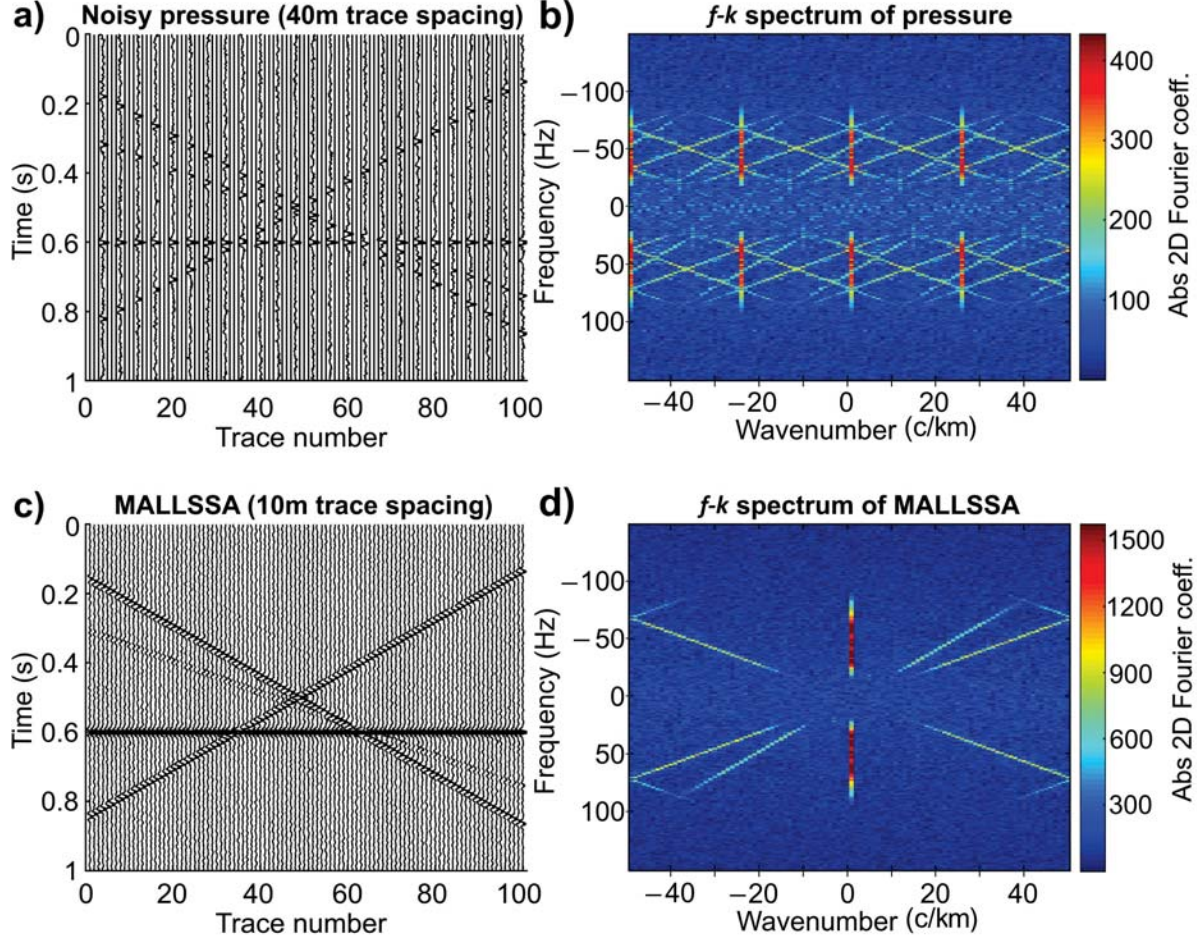 a) Noisy pressure (40m trace spacing)
0
0.2
0.4
0.6
0.8
1
Time (s)
0 20 40 60 80 100
Trace number
b) f-k spectrum of pressure
−100
−50
0
50
100
Frequency (Hz)
−40 −20 0 20 40
Wavenumber (c/km)
400
300
200
100
Abs 2D Fourier coeff.
c) MALLSSA (10m trace spacing)
0
0.2
0.4
0.6
0.8
1
Time (s)
0 20 40 60 80 100
Trace number
d) f-k spectrum of MALLSSA
−100
−50
0
50
100
Frequency (Hz)
−40 −20 0 20 40
Wavenumber (c/km)
1500
1200
900
600
300
Abs 2D Fourier coeff.